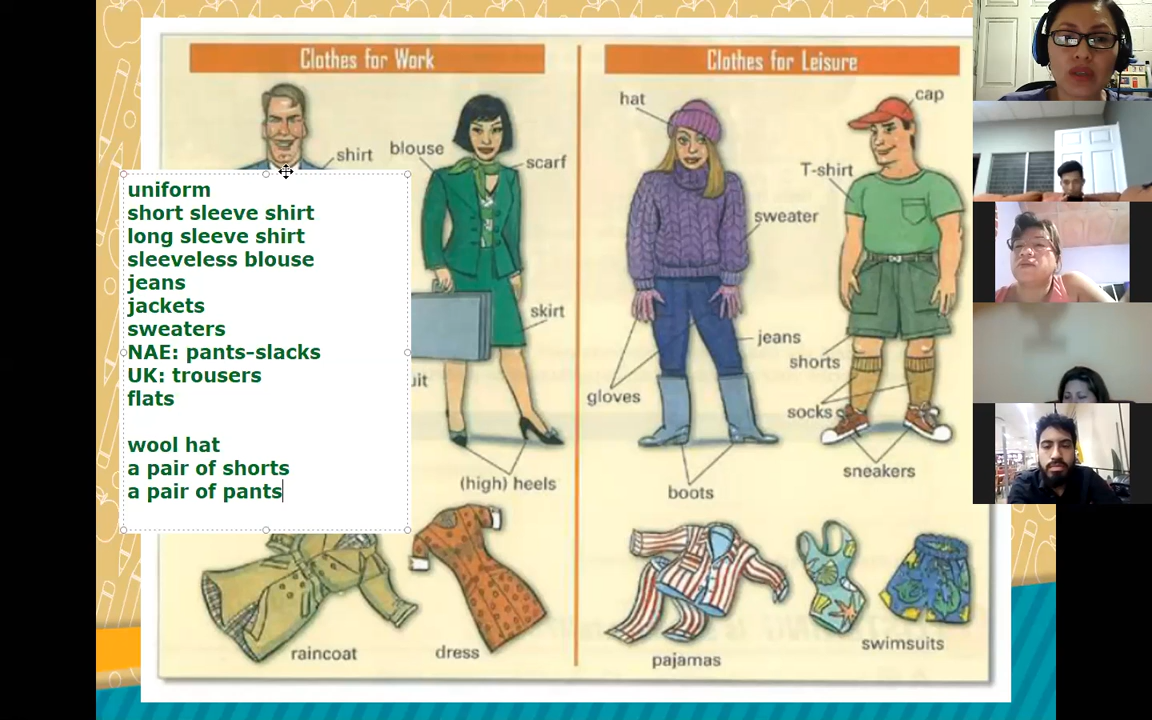 Clothes for Work
Clothes for Leisure
hat
cap
shirt
blouse
scarf
T-shirt
uniform
short sleeve shirt
long sleeve shirt
sleeveless blouse
jeans
jackets
sweaters
NAE: pants-slacks
UK: trousers
flats
wool hat
a pair of shorts
a pair of pants
sweater
skirt
jeans
shorts
gloves
socks
sneakers
(high) heels
boots
raincoat
dress
pajamas
swimsuits